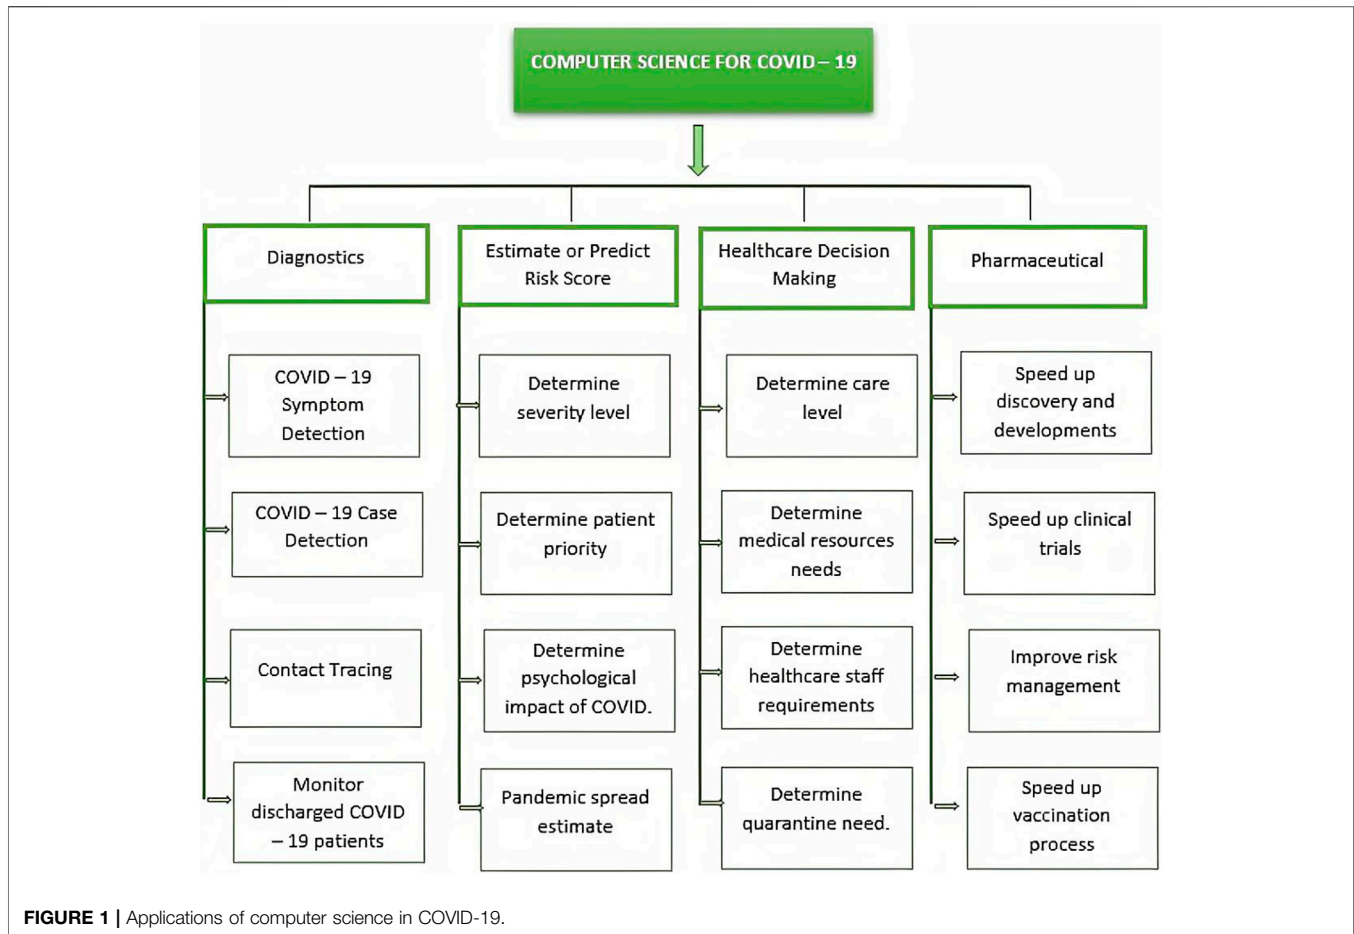 COMPUTER SCIENCE FOR COVID – 19
Diagnostics
COVID – 19
Symptom
Detection
COVID – 19 Case
Detection
Contact Tracing
Monitor
discharged COVID
– 19 patients
Estimate or Predict
Risk Score
Determine
severity level
Determine patient
priority
Determine
psychological
impact of COVID.
Pandemic spread
estimate
Healthcare Decision
Making
Determine care
level
Determine
medical resources
needs
Determine
healthcare staff
requirements
Determine
quarantine need.
Pharmaceutical
Speed up
discovery and
developments
Speed up clinical
trials
Improve risk
management
Speed up
vaccination
process
FIGURE 1 | Applications of computer science in COVID-19.